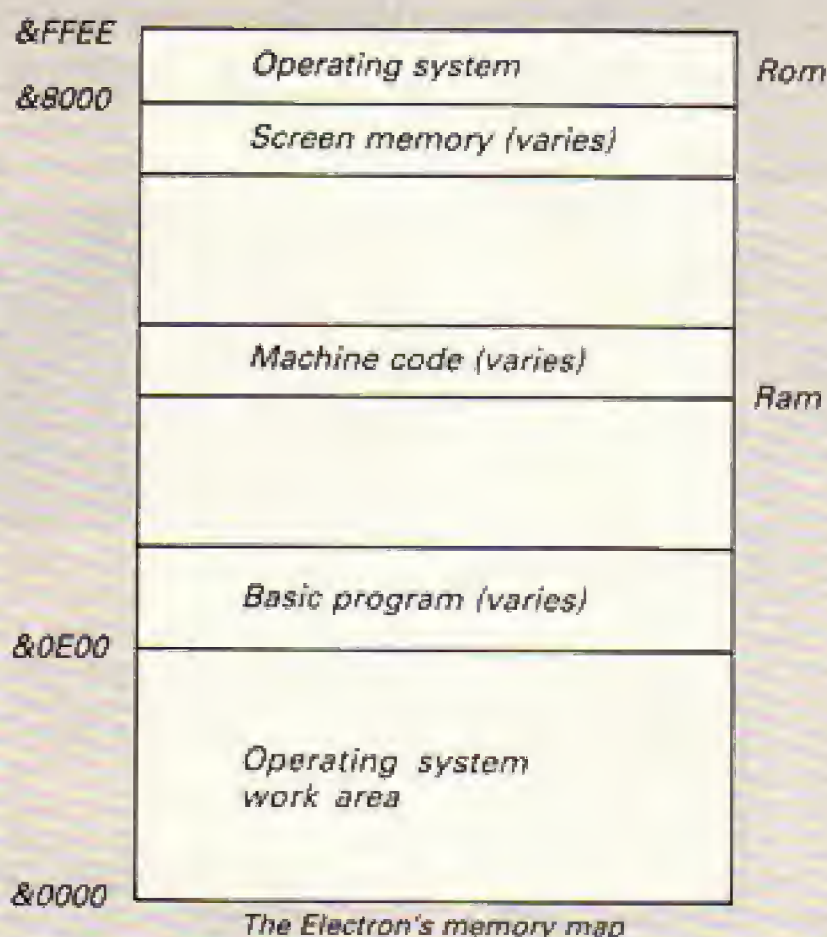 &FFEE
Operating system
Rom
&8000
Screen memory (varies)
Machine code (varies)
Ram
Basic program (varies)
&0E00
Operating system
work area
&0000
The Electron's memory map